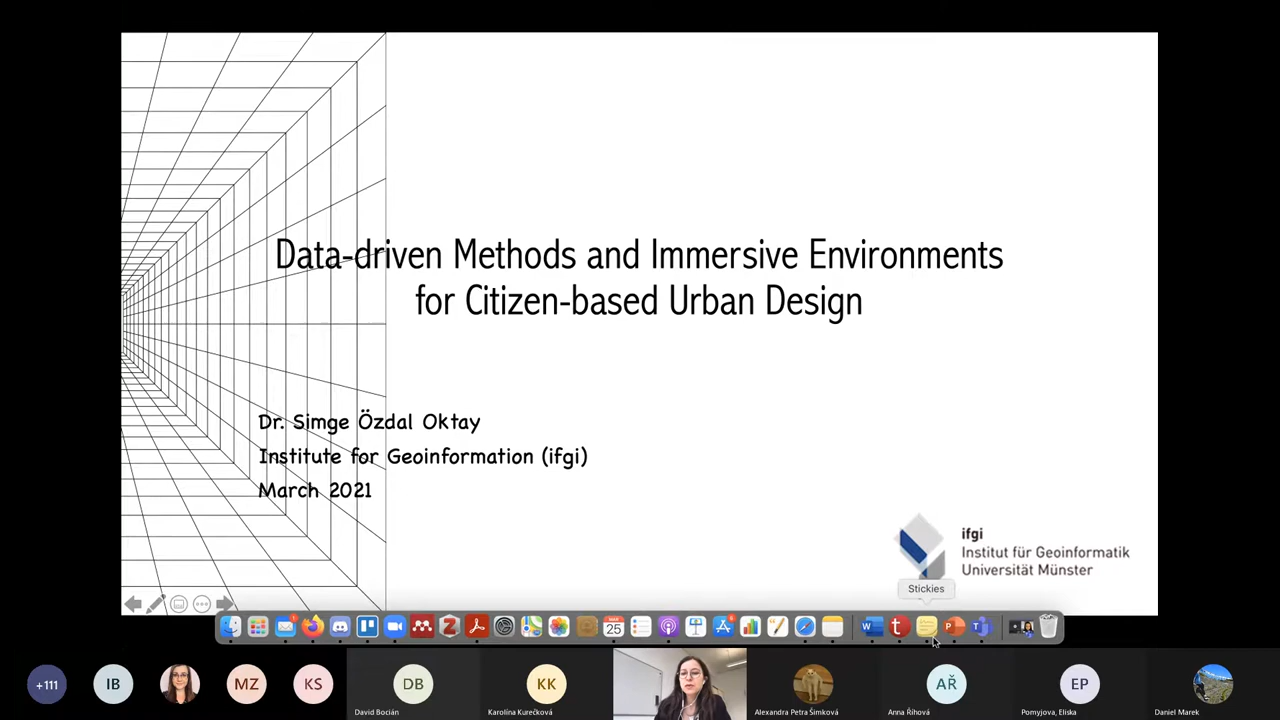 Data-driven Methods and Immersive Environments
for Citizen-based Urban Design
Dr. Simge Özdal Oktay
Institute for Geoinformation (ifgi)
March 2021
ifgi
Institut für Geoinformatik
Universität Münster
Stickies
25
+111
IB
MZ
KS
DB
David Bocián
KK
Karolína Kurečková
Alexandra Petra Šimková
AŘ
Anna Říhová
EP
Pomyjova, Eliska
Daniel Marek